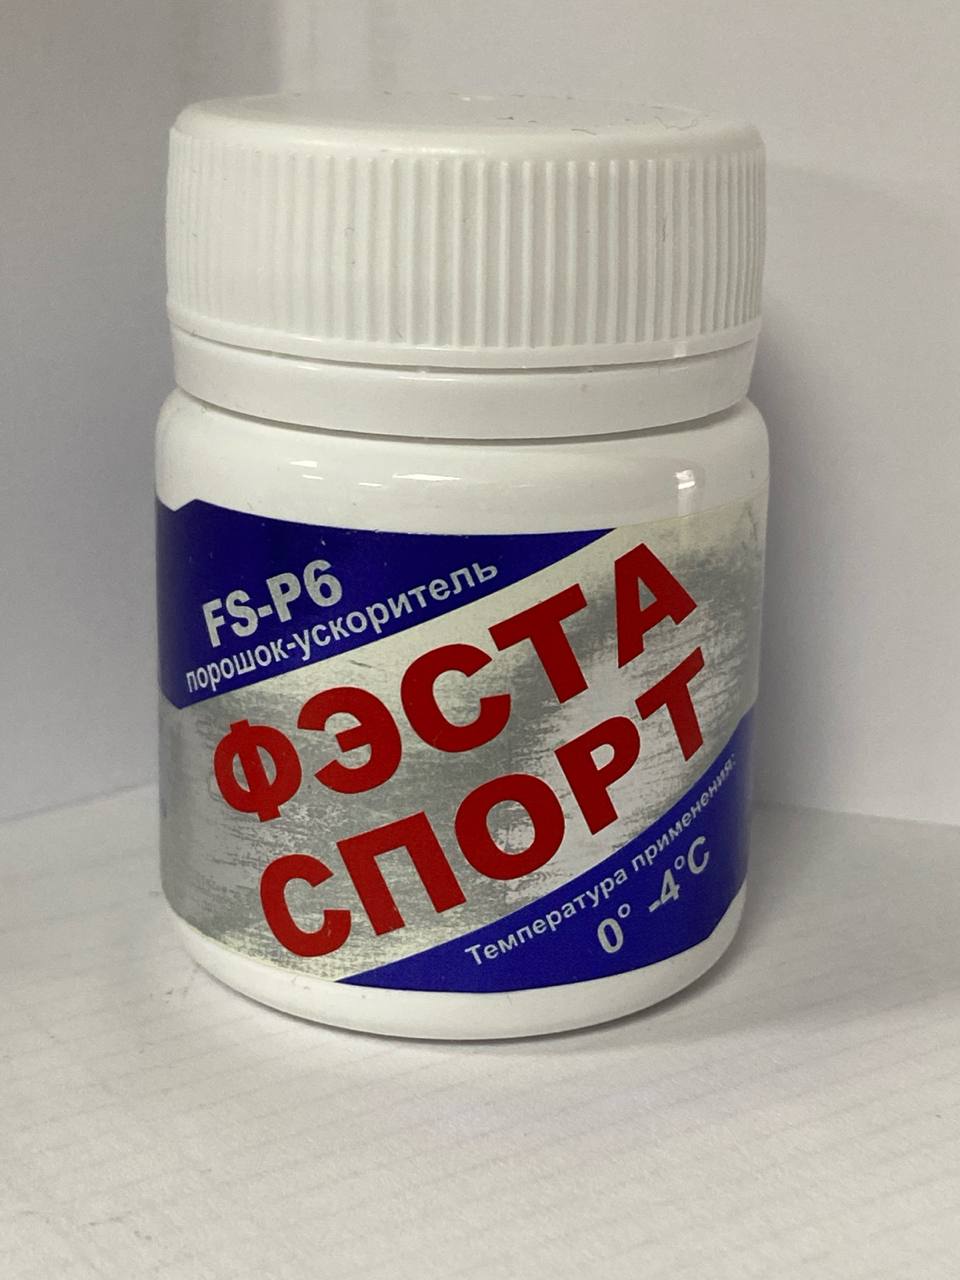 FS-P6
порошок-ускоритель
ФЭСТА
СПОРТ
Температура применения:
0° -4°C